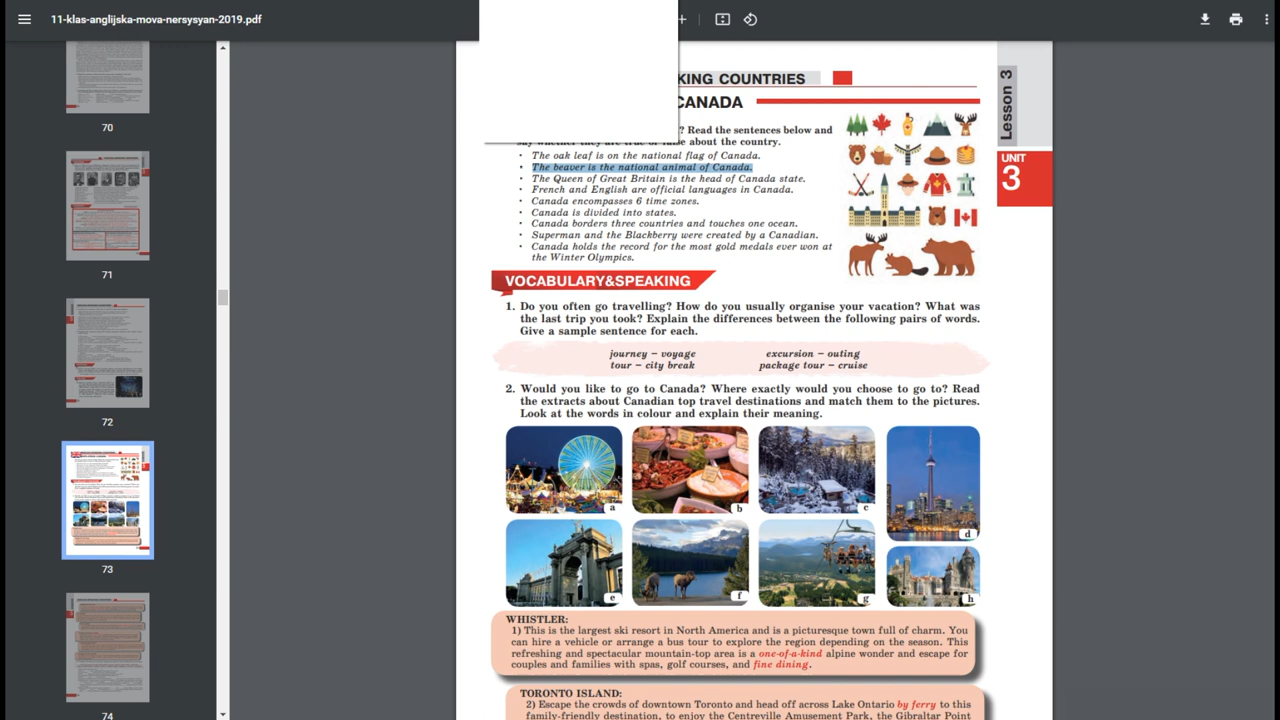 11-klas-anglijska-mova-nersysyan-2019.pdf
70
71
72
73
74
KING COUNTRIES
CANADA
Lesson 3
UNIT
3
? Read the sentences below and
say whether they are true or false about the country.
• The oak leaf is on the national flag of Canada.
• The beaver is the national animal of Canada.
• The Queen of Great Britain is the head of Canada state.
• French and English are official languages in Canada.
• Canada encompasses 6 time zones.
• Canada is divided into states.
• Canada borders three countries and touches one ocean.
• Superman and the Blackberry were created by a Canadian.
• Canada holds the record for the most gold medals ever won at
the Winter Olympics.
VOCABULARY&SPEAKING
1. Do you often go travelling? How do you usually organise your vacation? What was
the last trip you took? Explain the differences between the following pairs of words.
Give a sample sentence for each.
journey – voyage excursion – outing
tour – city break package tour – cruise
2. Would you like to go to Canada? Where exactly would you choose to go to? Read
the extracts about Canadian top travel destinations and match them to the pictures.
Look at the words in colour and explain their meaning.
a
b
c
d
e
f
g
h
WHISTLER:
1) This is the largest ski resort in North America and is a picturesque town full of charm. You
can hire a vehicle or arrange a bus tour to explore the region depending on the season. This
refreshing and spectacular mountain-top area is a one-of-a-kind alpine wonder and escape for
couples and families with spas, golf courses, and fine dining.
TORONTO ISLAND:
2) Escape the crowds of downtown Toronto and head off across Lake Ontario by ferry to this
family-friendly destination, to enjoy the Centreville Amusement Park, the Gibraltar Point